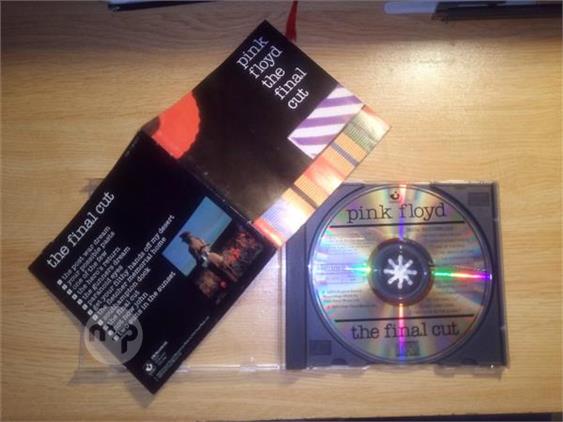 pink
floyd
the
final
cut
the final cut
the post war dream
your possible pasts
one of the few
the hero's return
the gunners dream
paranoid eyes
get your filthy hands off my desert
the fletcher memorial home
southampton dock
the final cut
not now john
two suns in the sunset
pink floyd
the final cut
mp